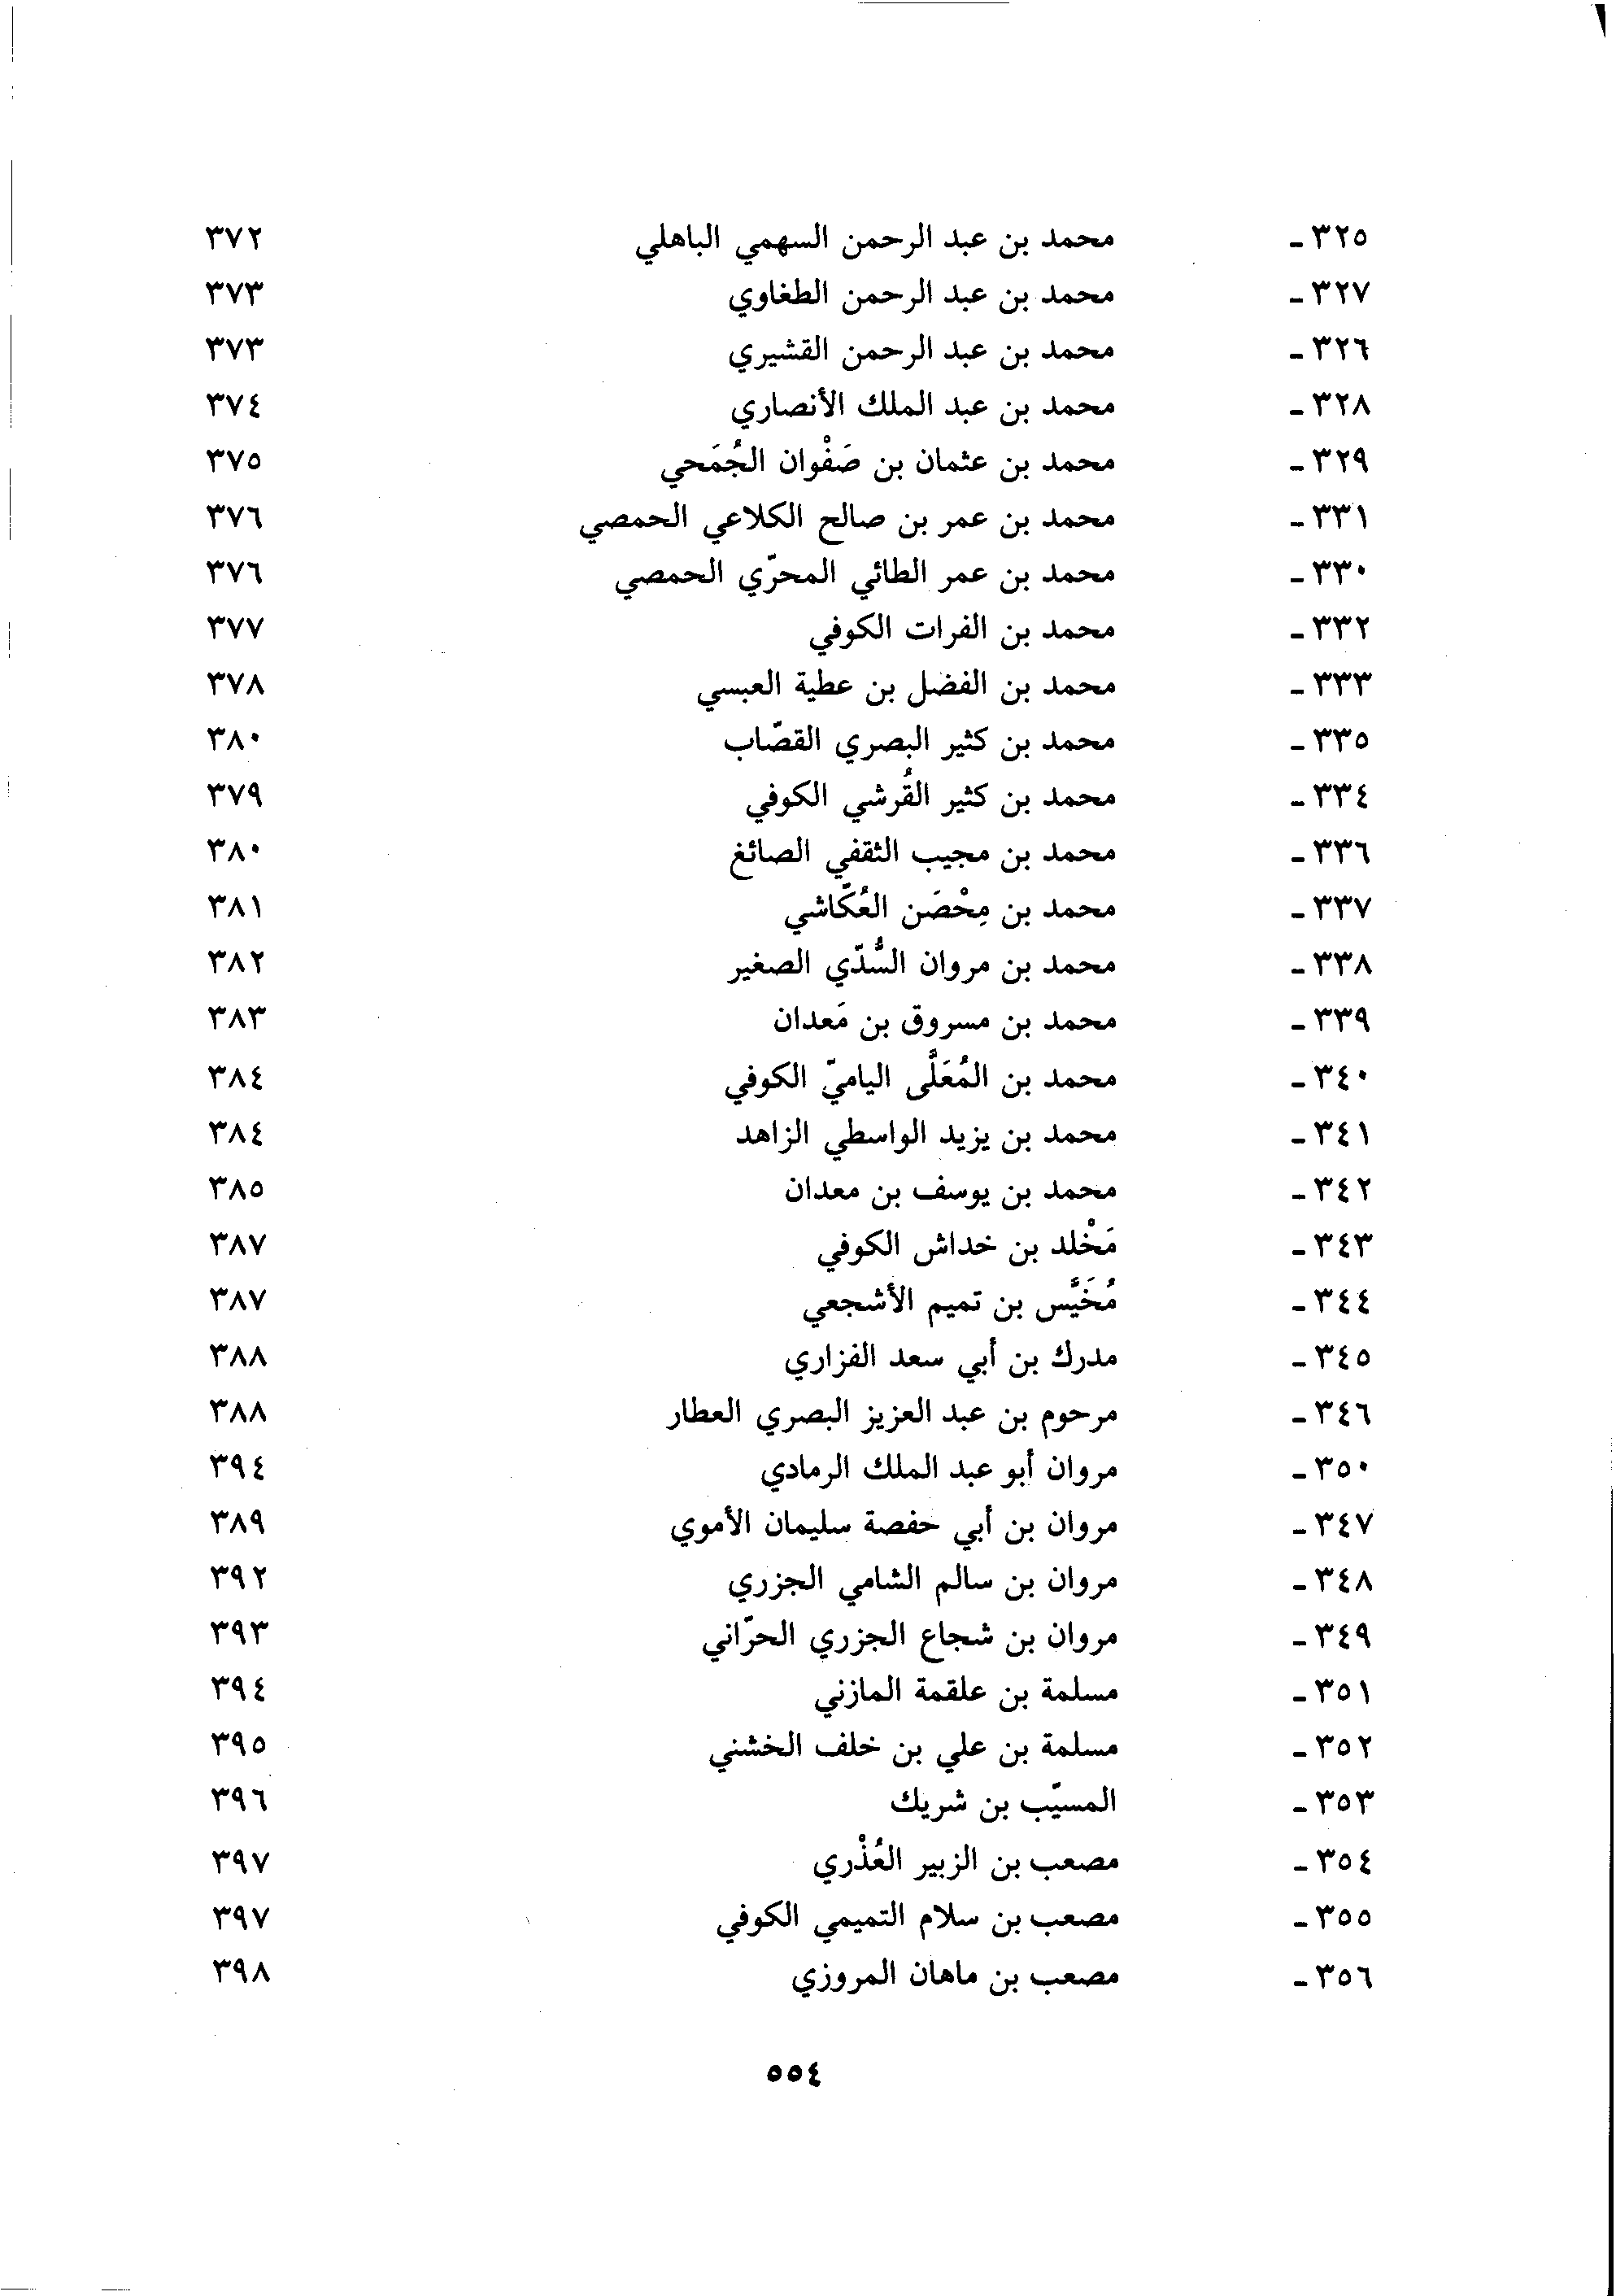 ٣٢٥ - محمد بن عبد الرحمن السهمي الباهلي ٣٧٢
٣٢٧ - محمد بن عبد الرحمن الطغاوي ٣٧٣
٣٢٦ - محمد بن عبد الرحمن القشيري ٣٧٣
٣٢٨ - محمد بن عبد الملك الأنصاري ٣٧٤
٣٢٩ - محمد بن عثمان بن صَفْوان الجُمَحي ٣٧٥
٣٣١ - محمد بن عمر بن صالح الكلاعي الحمصي ٣٧٦
٣٣٠ - محمد بن عمر الطائي المحرّي الحمصي ٣٧٦
٣٣٢ - محمد بن الفرات الكوفي ٣٧٧
٣٣٣ - محمد بن الفضل بن عطية العبسي ٣٧٨
٣٣٥ - محمد بن كثير البصري القصّاب ٣٨٠
٣٣٤ - محمد بن كثير القُرشي الكوفي ٣٧٩
٣٣٦ - محمد بن مجيب الثقفي الصائغ ٣٨٠
٣٣٧ - محمد بن مِحْصَن العُكّاشي ٣٨١
٣٣٨ - محمد بن مروان السُّدّي الصغير ٣٨٢
٣٣٩ - محمد بن مسروق بن مَعدان ٣٨٣
٣٤٠ - محمد بن المُعَلَّى الياميّ الكوفي ٣٨٤
٣٤١ - محمد بن يزيد الواسطي الزاهد ٣٨٤
٣٤٢ - محمد بن يوسف بن معدان ٣٨٥
٣٤٣ - مَخْلد بن خداش الكوفي ٣٨٧
٣٤٤ - مُخَيَّس بن تميم الأشجعي ٣٨٧
٣٤٥ - مدرك بن أبي سعد الفزاري ٣٨٨
٣٤٦ - مرحوم بن عبد العزيز البصري العطار ٣٨٨
٣٥٠ - مروان أبو عبد الملك الرمادي ٣٩٤
٣٤٧ - مروان بن أبي حفصة سليمان الأموي ٣٨٩
٣٤٨ - مروان بن سالم الشامي الجزري ٣٩٢
٣٤٩ - مروان بن شجاع الجزري الحرّاني ٣٩٣
٣٥١ - مسلمة بن علقمة المازني ٣٩٤
٣٥٢ - مسلمة بن علي بن خلف الخشني ٣٩٥
٣٥٣ - المسيّب بن شريك ٣٩٦
٣٥٤ - مصعب بن الزبير العُذْري ٣٩٧
٣٥٥ - مصعب بن سلام التميمي الكوفي ٣٩٧
٣٥٦ - مصعب بن ماهان المروزي ٣٩٨
٥٥٤